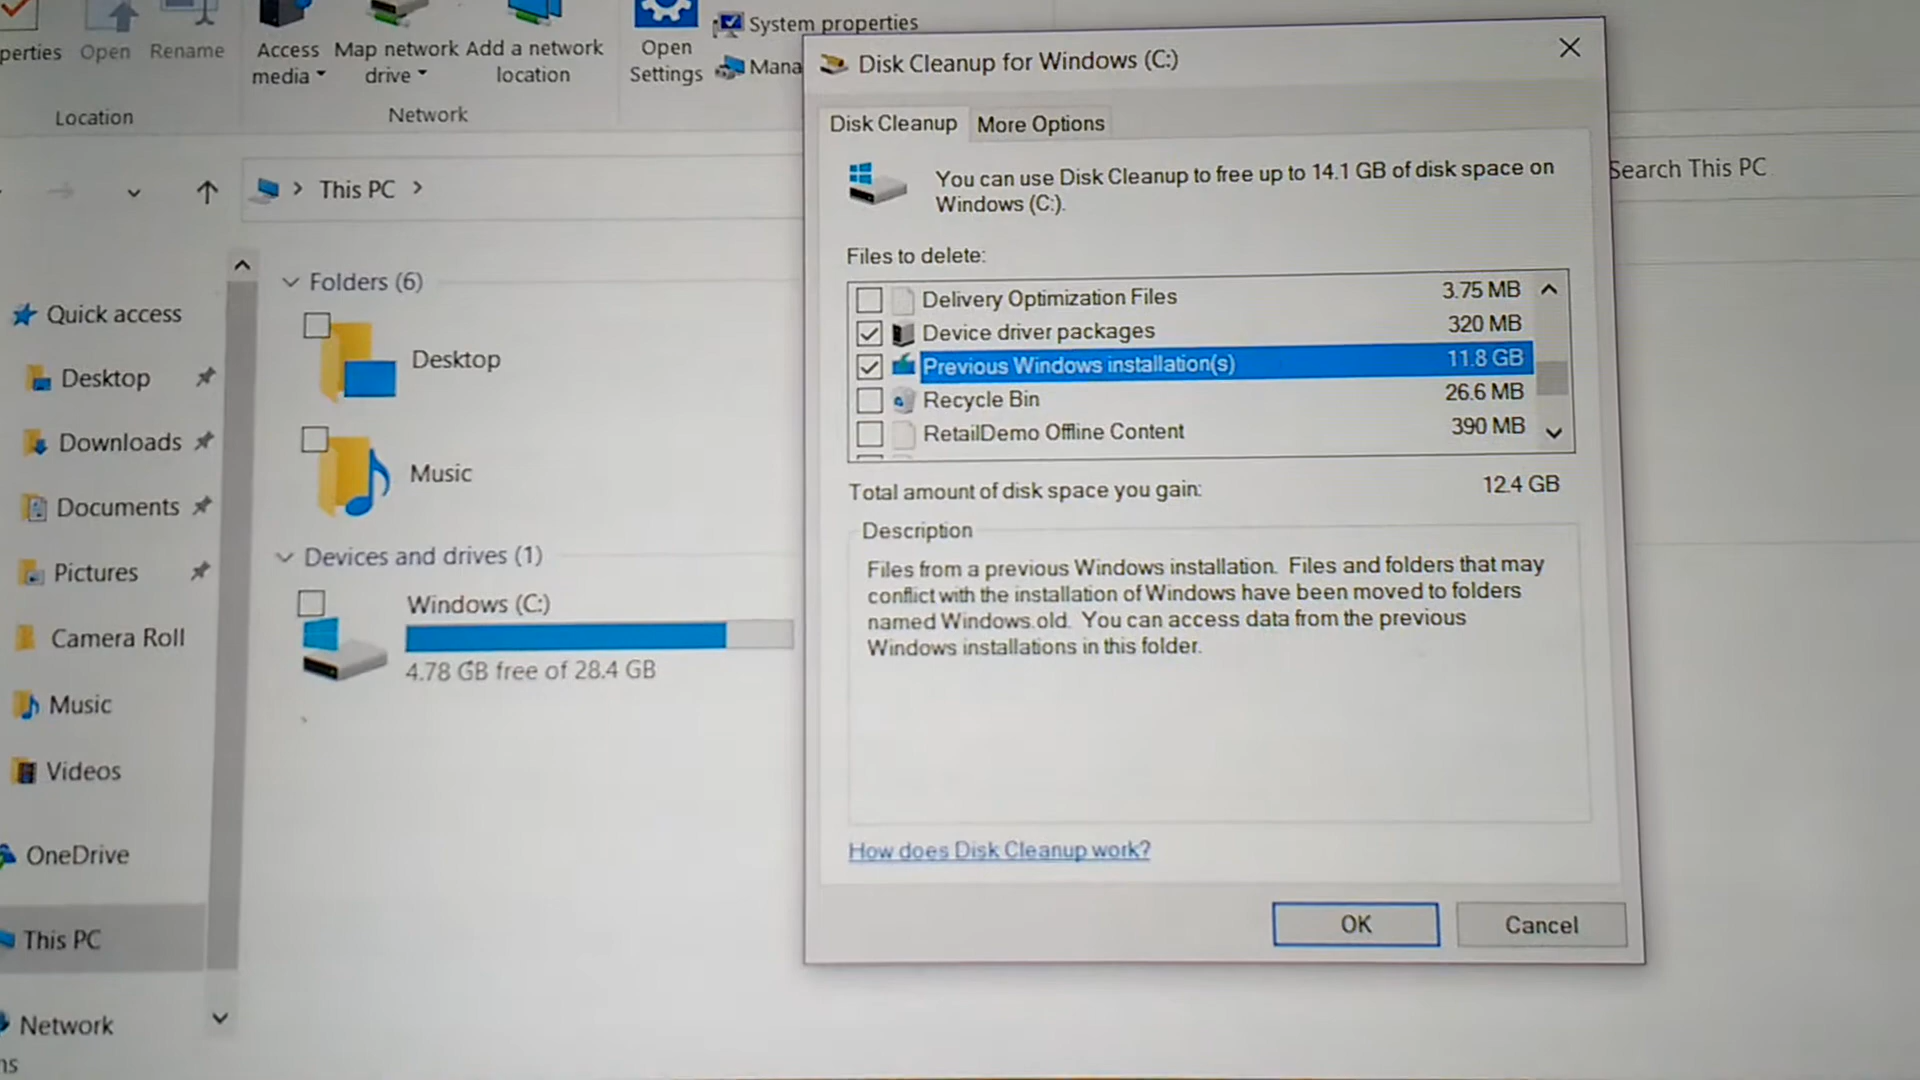 perties
Open
Rename
Location
Access
media
Map network
drive
Add a network
location
Network
Open
Settings
System properties
Mana
This PC
Search This PC
Quick access
Desktop
Downloads
Documents
Pictures
Camera Roll
Music
Videos
OneDrive
This PC
Network
ns
Folders (6)
Desktop
Music
Devices and drives (1)
Windows (C:)
4.78 GB free of 28.4 GB
Disk Cleanup for Windows (C:)
Disk Cleanup
More Options
You can use Disk Cleanup to free up to 14.1 GB of disk space on
Windows (C:).
Files to delete:
Delivery Optimization Files 3.75 MB
Device driver packages 320 MB
Previous Windows installation(s) 11.8 GB
Recycle Bin 26.6 MB
RetailDemo Offline Content 390 MB
Total amount of disk space you gain: 12.4 GB
Description
Files from a previous Windows installation. Files and folders that may
conflict with the installation of Windows have been moved to folders
named Windows.old. You can access data from the previous
Windows installations in this folder.
How does Disk Cleanup work?
OK
Cancel